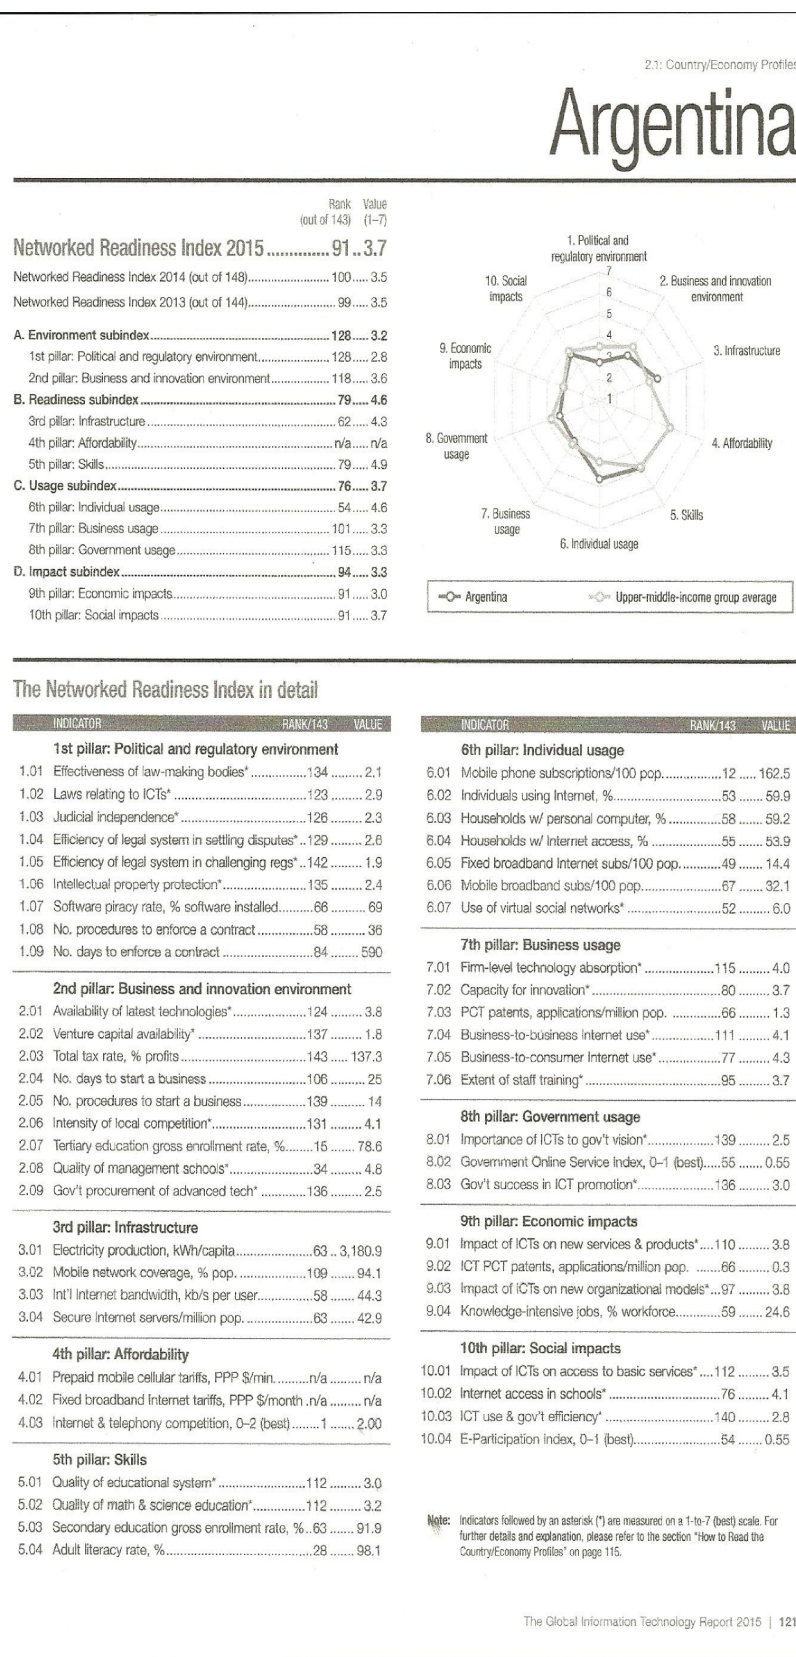 2.1: Country/Economy Profiles
Argentina
Rank Value
(out of 143) (1–7)
Networked Readiness Index 2015..............91..3.7
Networked Readiness Index 2014 (out of 148)..........................100.....3.5
Networked Readiness Index 2013 (out of 144)..........................99.....3.5
A. Environment subindex......................................................128.....3.2
1st pillar: Political and regulatory environment.....................128.....2.8
2nd pillar: Business and innovation environment.................118.....3.6
B. Readiness subindex..........................................................79.....4.6
3rd pillar: Infrastructure......................................................62.....4.3
4th pillar: Affordability.........................................................n/a.....n/a
5th pillar: Skills....................................................................79.....4.9
C. Usage subindex................................................................76.....3.7
6th pillar: Individual usage...................................................54.....4.6
7th pillar: Business usage..................................................101.....3.3
8th pillar: Government usage.............................................115.....3.3
D. Impact subindex...............................................................94.....3.3
9th pillar: Economic impacts................................................91.....3.0
10th pillar: Social impacts...................................................91.....3.7
1. Political and
regulatory environment
2. Business and innovation
environment
3. Infrastructure
4. Affordability
5. Skills
6. Individual usage
7. Business
usage
8. Government
usage
9. Economic
impacts
10. Social
impacts
7
6
5
4
3
2
1
Argentina
Upper-middle-income group average
The Networked Readiness Index in detail
INDICATOR RANK/143 VALUE
1st pillar: Political and regulatory environment
1.01 Effectiveness of law-making bodies*..............134.........2.1
1.02 Laws relating to ICTs*.................................123.........2.9
1.03 Judicial independence*................................126.........2.3
1.04 Efficiency of legal system in settling disputes*..129.........2.6
1.05 Efficiency of legal system in challenging regs*..142.........1.9
1.06 Intellectual property protection*.....................135.........2.4
1.07 Software piracy rate, % software installed.........66.........69
1.08 No. procedures to enforce a contract...............58.........36
1.09 No. days to enforce a contract......................84........590
2nd pillar: Business and innovation environment
2.01 Availability of latest technologies*...................124.........3.8
2.02 Venture capital availability*...........................137.........1.8
2.03 Total tax rate, % profits..............................143.....137.3
2.04 No. days to start a business.........................106..........25
2.05 No. procedures to start a business.................139..........14
2.06 Intensity of local competition*.......................131.........4.1
2.07 Tertiary education gross enrollment rate, %.......15.......78.6
2.08 Quality of management schools*.....................34.........4.8
2.09 Gov't procurement of advanced tech*..............136.........2.5
3rd pillar: Infrastructure
3.01 Electricity production, kWh/capita....................63..3,180.9
3.02 Mobile network coverage, % pop....................109.......94.1
3.03 Int'l Internet bandwidth, kb/s per user..............58.......44.3
3.04 Secure Internet servers/million pop..................63.......42.9
4th pillar: Affordability
4.01 Prepaid mobile cellular tariffs, PPP $/min..........n/a.........n/a
4.02 Fixed broadband Internet tariffs, PPP $/month.n/a.........n/a
4.03 Internet & telephony competition, 0–2 (best)........1.......2.00
5th pillar: Skills
5.01 Quality of educational system*.......................112.........3.0
5.02 Quality of math & science education*..............112.........3.2
5.03 Secondary education gross enrollment rate, %..63.......91.9
5.04 Adult literacy rate, %..................................28.......98.1
INDICATOR RANK/143 VALUE
6th pillar: Individual usage
6.01 Mobile phone subscriptions/100 pop................12.....162.5
6.02 Individuals using Internet, %.........................53.......59.9
6.03 Households w/ personal computer, %...............58.......59.2
6.04 Households w/ Internet access, %...................55.......53.9
6.05 Fixed broadband Internet subs/100 pop............49.......14.4
6.06 Mobile broadband subs/100 pop.....................67.......32.1
6.07 Use of virtual social networks*.......................52.........6.0
7th pillar: Business usage
7.01 Firm-level technology absorption*...................115.........4.0
7.02 Capacity for innovation*...............................80.........3.7
7.03 PCT patents, applications/million pop...............66.........1.3
7.04 Business-to-business Internet use*..................111.........4.1
7.05 Business-to-consumer Internet use*..................77.........4.3
7.06 Extent of staff training*................................95.........3.7
8th pillar: Government usage
8.01 Importance of ICTs to gov't vision*.................139.........2.5
8.02 Government Online Service Index, 0–1 (best).....55.......0.55
8.03 Gov't success in ICT promotion*....................136.........3.0
9th pillar: Economic impacts
9.01 Impact of ICTs on new services & products*....110.........3.8
9.02 ICT PCT patents, applications/million pop. .......66.........0.3
9.03 Impact of ICTs on new organizational models*...97.........3.8
9.04 Knowledge-intensive jobs, % workforce............59.......24.6
10th pillar: Social impacts
10.01 Impact of ICTs on access to basic services*....112.........3.5
10.02 Internet access in schools*..........................76.........4.1
10.03 ICT use & gov't efficiency*.........................140.........2.8
10.04 E-Participation Index, 0–1 (best)...................54.......0.55
Note: Indicators followed by an asterisk (*) are measured on a 1-to-7 (best) scale. For
further details and explanation, please refer to the section "How to Read the
Country/Economy Profiles" on page 115.
The Global Information Technology Report 2015 | 121